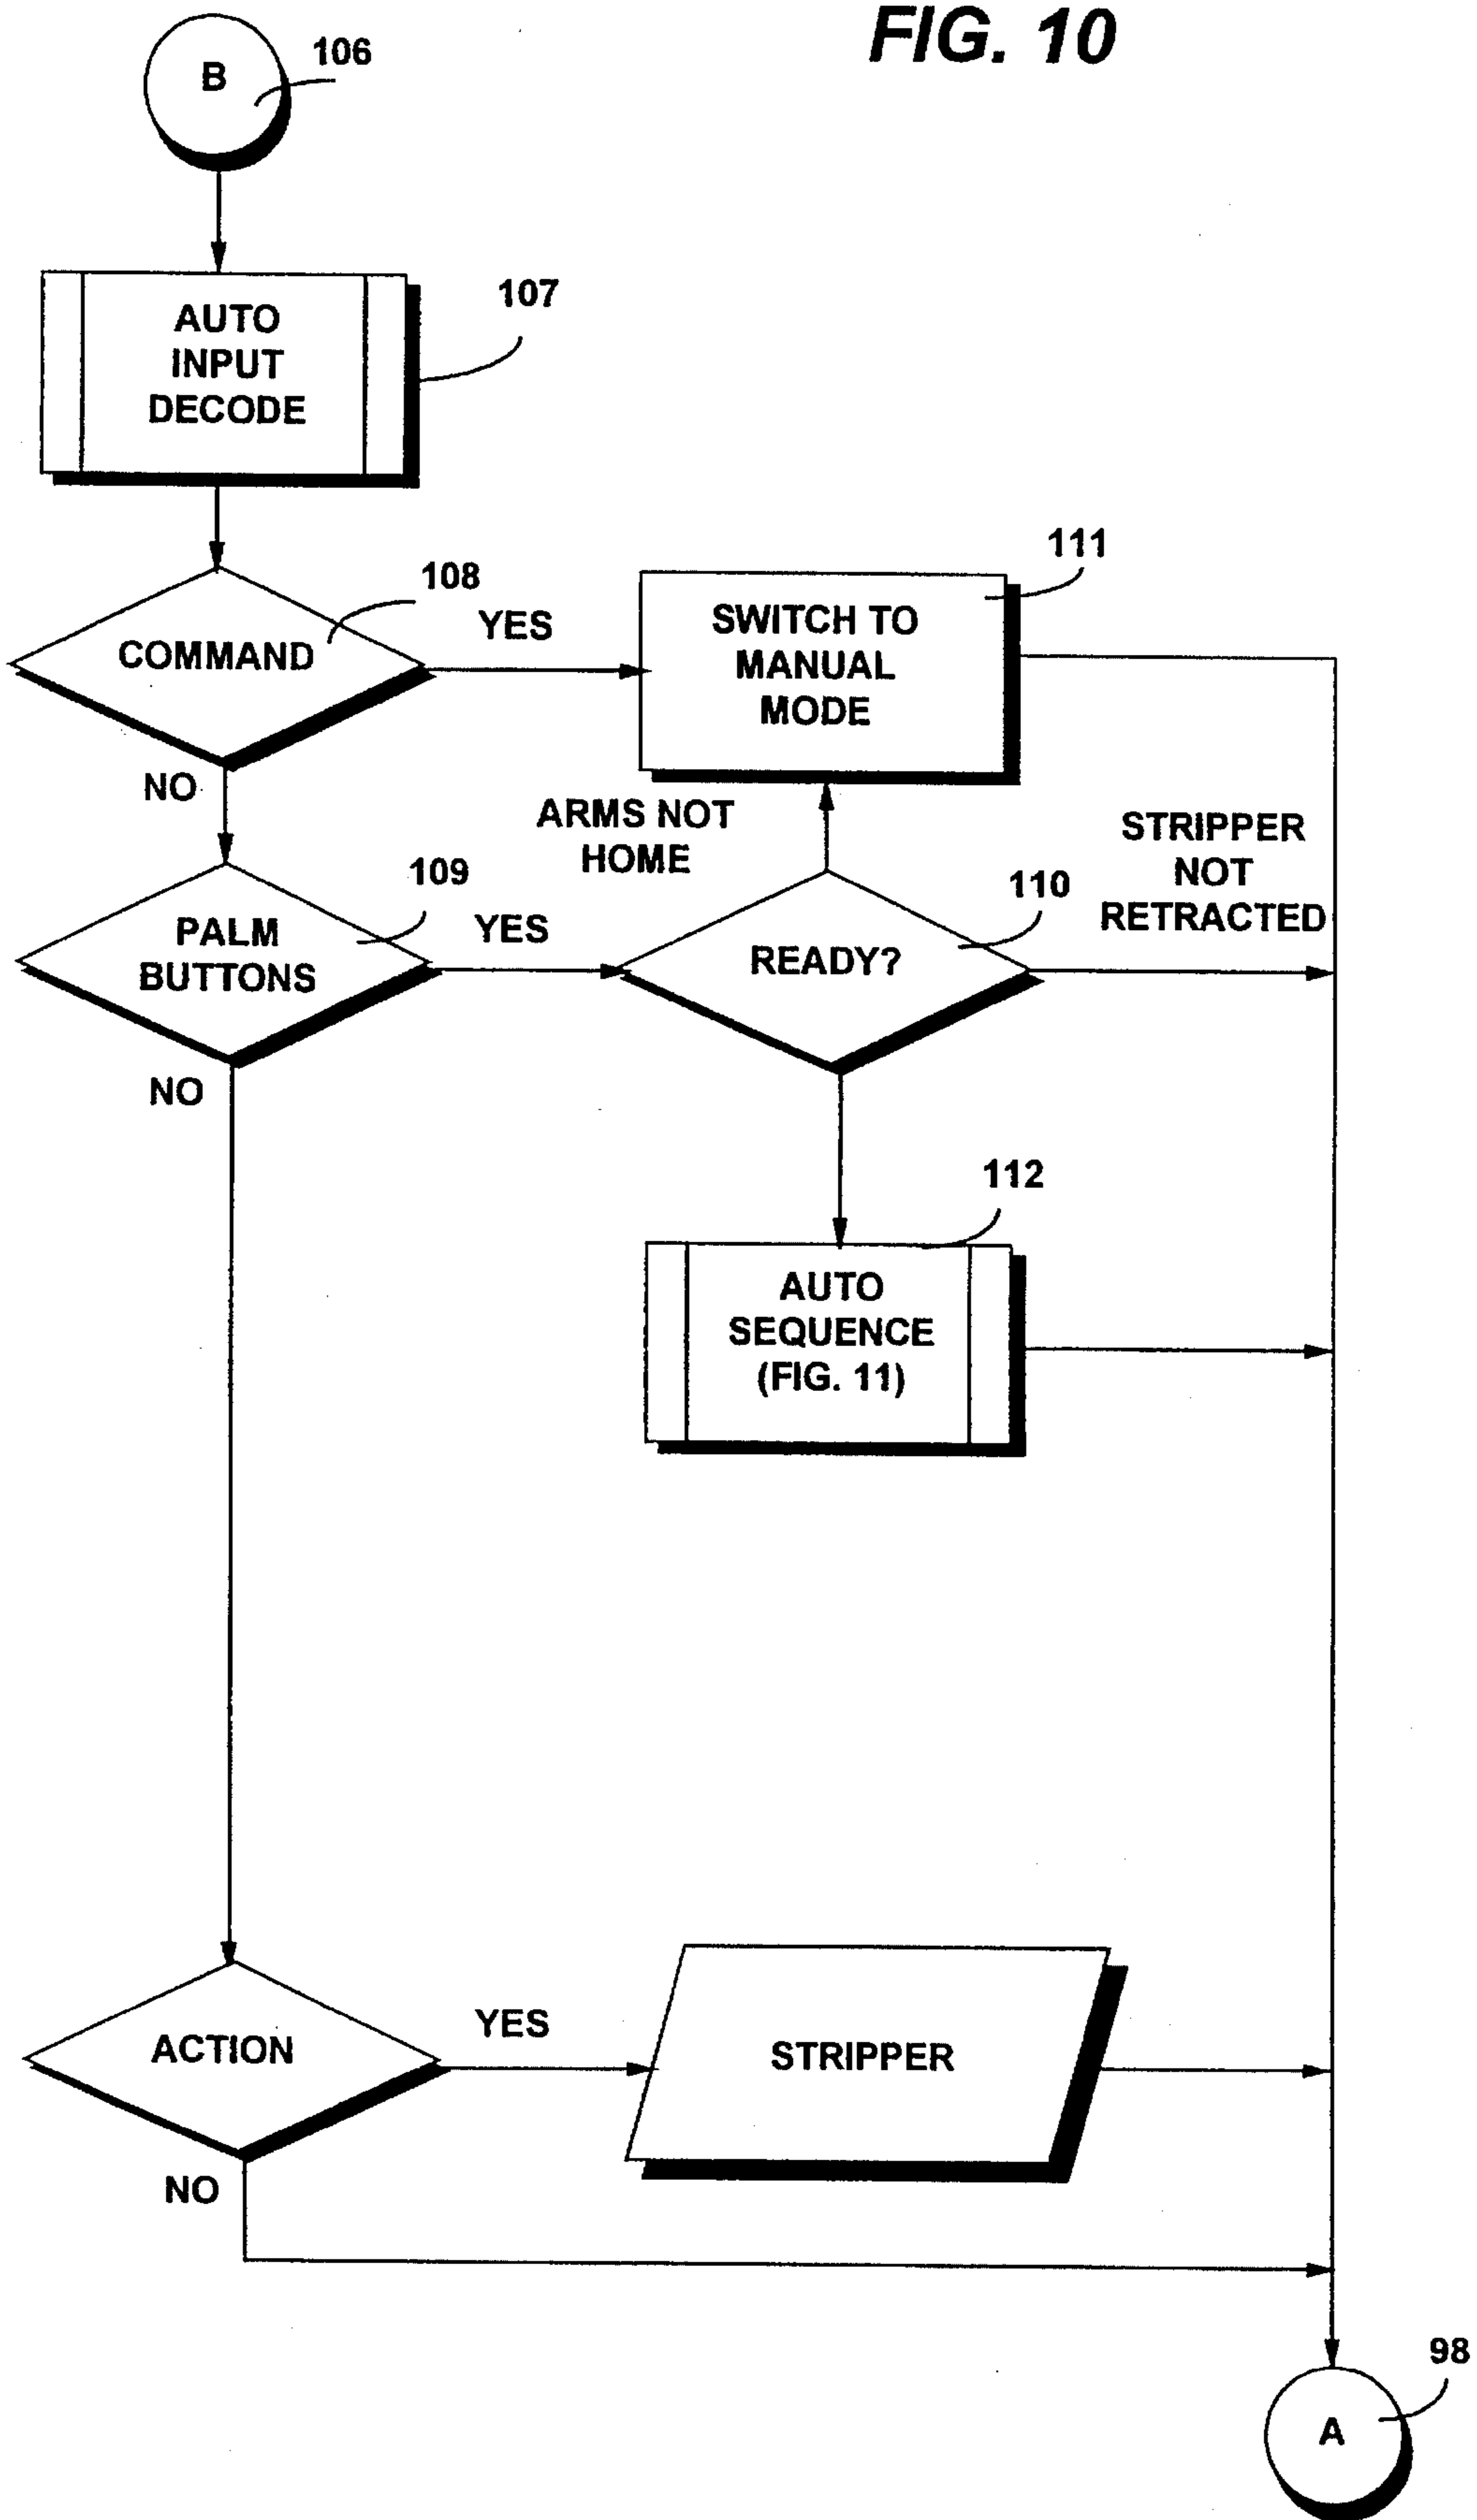 FIG. 10
B
106
AUTO
INPUT
DECODE
107
COMMAND
108
YES
SWITCH TO
MANUAL
MODE
111
NO
ARMS NOT
HOME
STRIPPER
NOT
RETRACTED
PALM
BUTTONS
109
YES
READY?
110
NO
112
AUTO
SEQUENCE
(FIG. 11)
ACTION
YES
STRIPPER
NO
98
A